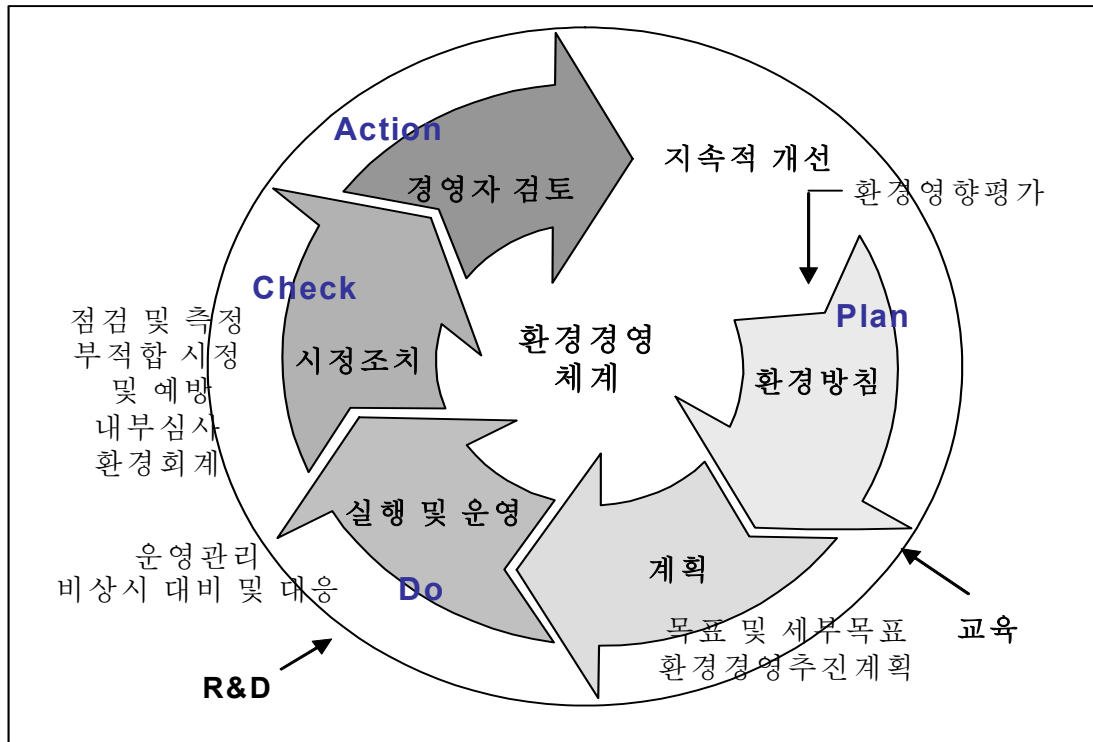 Action
지속적 개선
경영자 검토
환경영향평가
Check
Plan
점검 및 측정
부적합 시정
및 예방
내부심사
환경회계
시정조치
환경경영
체계
환경방침
실행 및 운영
운영관리
비상시 대비 및 대응
Do
계획
목표 및 세부목표
환경경영추진계획
교육
R&D